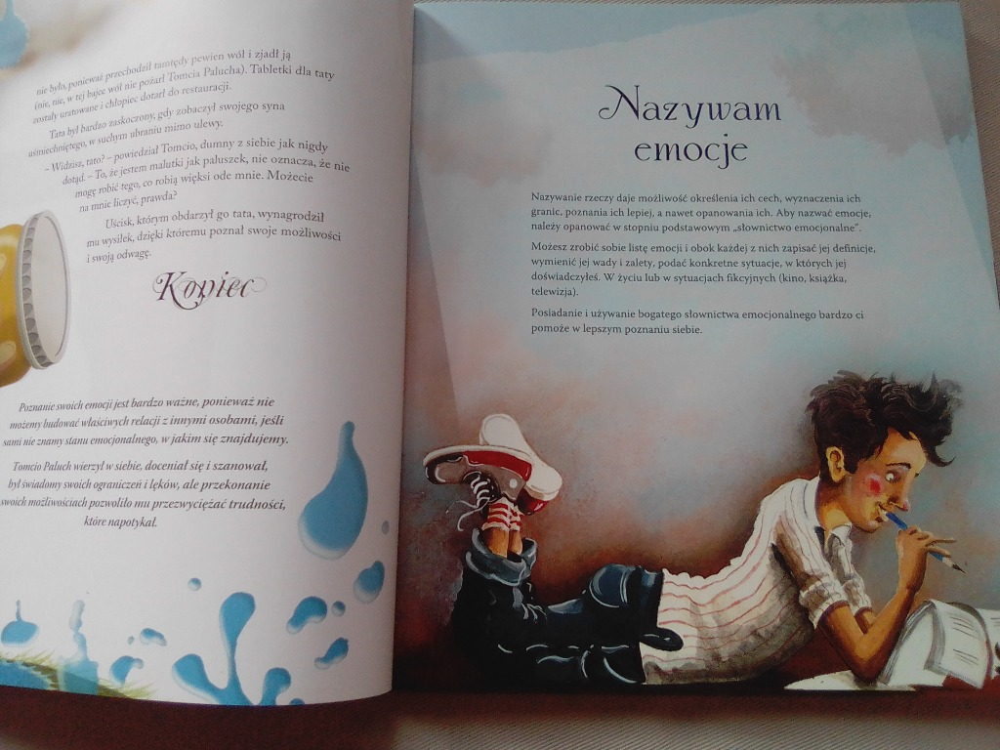 nie było, ponieważ przechodził tamtędy pewien wół i zjadł ją
(nie, nie, w tej bajce wół nie pożarł Tomcia Palucha). Tabletki dla taty
zostały uratowane i chłopiec dotarł do restauracji.
Tata był bardzo zaskoczony, gdy zobaczył swojego syna
uśmiechniętego, w suchym ubraniu mimo ulewy.
– Widzisz, tato? – powiedział Tomcio, dumny z siebie jak nigdy
dotąd. – To, że jestem malutki jak paluszek, nie oznacza, że nie
mogę robić tego, co robią więksi ode mnie. Możecie
na mnie liczyć, prawda?
Uścisk, którym obdarzył go tata, wynagrodził
mu wysiłek, dzięki któremu poznał swoje możliwości
i swoją odwagę.
Koniec
Poznanie swoich emocji jest bardzo ważne, ponieważ nie
możemy budować właściwych relacji z innymi osobami, jeśli
sami nie znamy stanu emocjonalnego, w jakim się znajdujemy.
Tomcio Paluch wierzył w siebie, doceniał się i szanował,
był świadomy swoich ograniczeń i lęków, ale przekonanie
swoich możliwościach pozwoliło mu przezwyciężać trudności,
które napotykał.
Nazywam
emocje
Nazywanie rzeczy daje możliwość określenia ich cech, wyznaczenia ich
granic, poznania ich lepiej, a nawet opanowania ich. Aby nazwać emocje,
należy opanować w stopniu podstawowym „słownictwo emocjonalne”.
Możesz zrobić sobie listę emocji i obok każdej z nich zapisać jej definicje,
wymienić jej wady i zalety, podać konkretne sytuacje, w których jej
doświadczyłeś. W życiu lub w sytuacjach fikcyjnych (kino, książka,
telewizja).
Posiadanie i używanie bogatego słownictwa emocjonalnego bardzo ci
pomoże w lepszym poznaniu siebie.